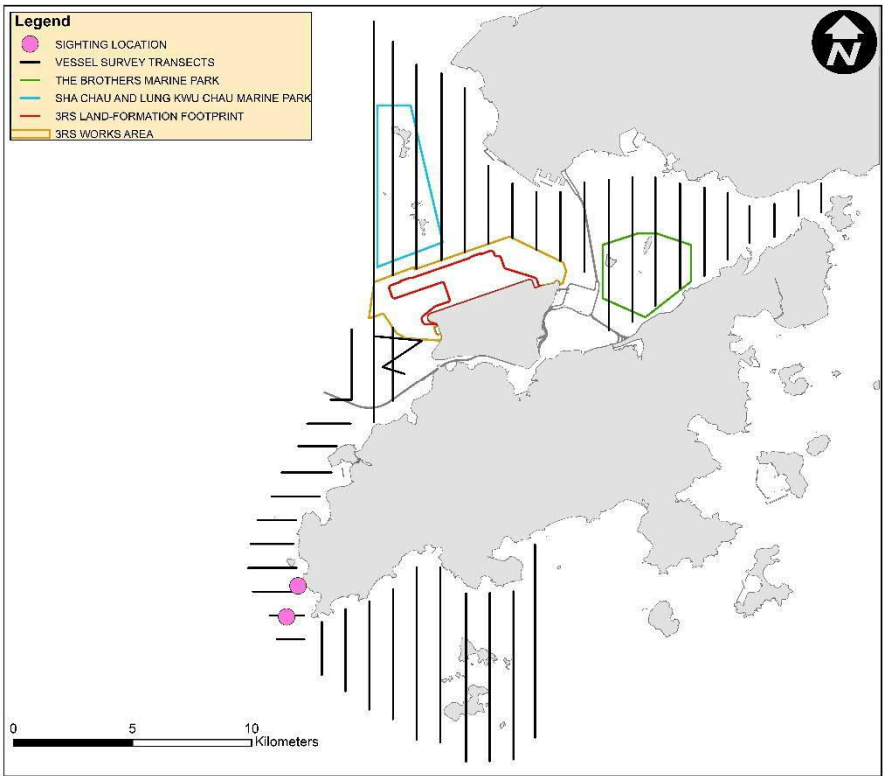 Legend
SIGHTING LOCATION
VESSEL SURVEY TRANSECTS
THE BROTHERS MARINE PARK
SHA CHAU AND LUNG KWU CHAU MARINE PARK
3RS LAND-FORMATION FOOTPRINT
3RS WORKS AREA
N
0 5 10
Kilometers